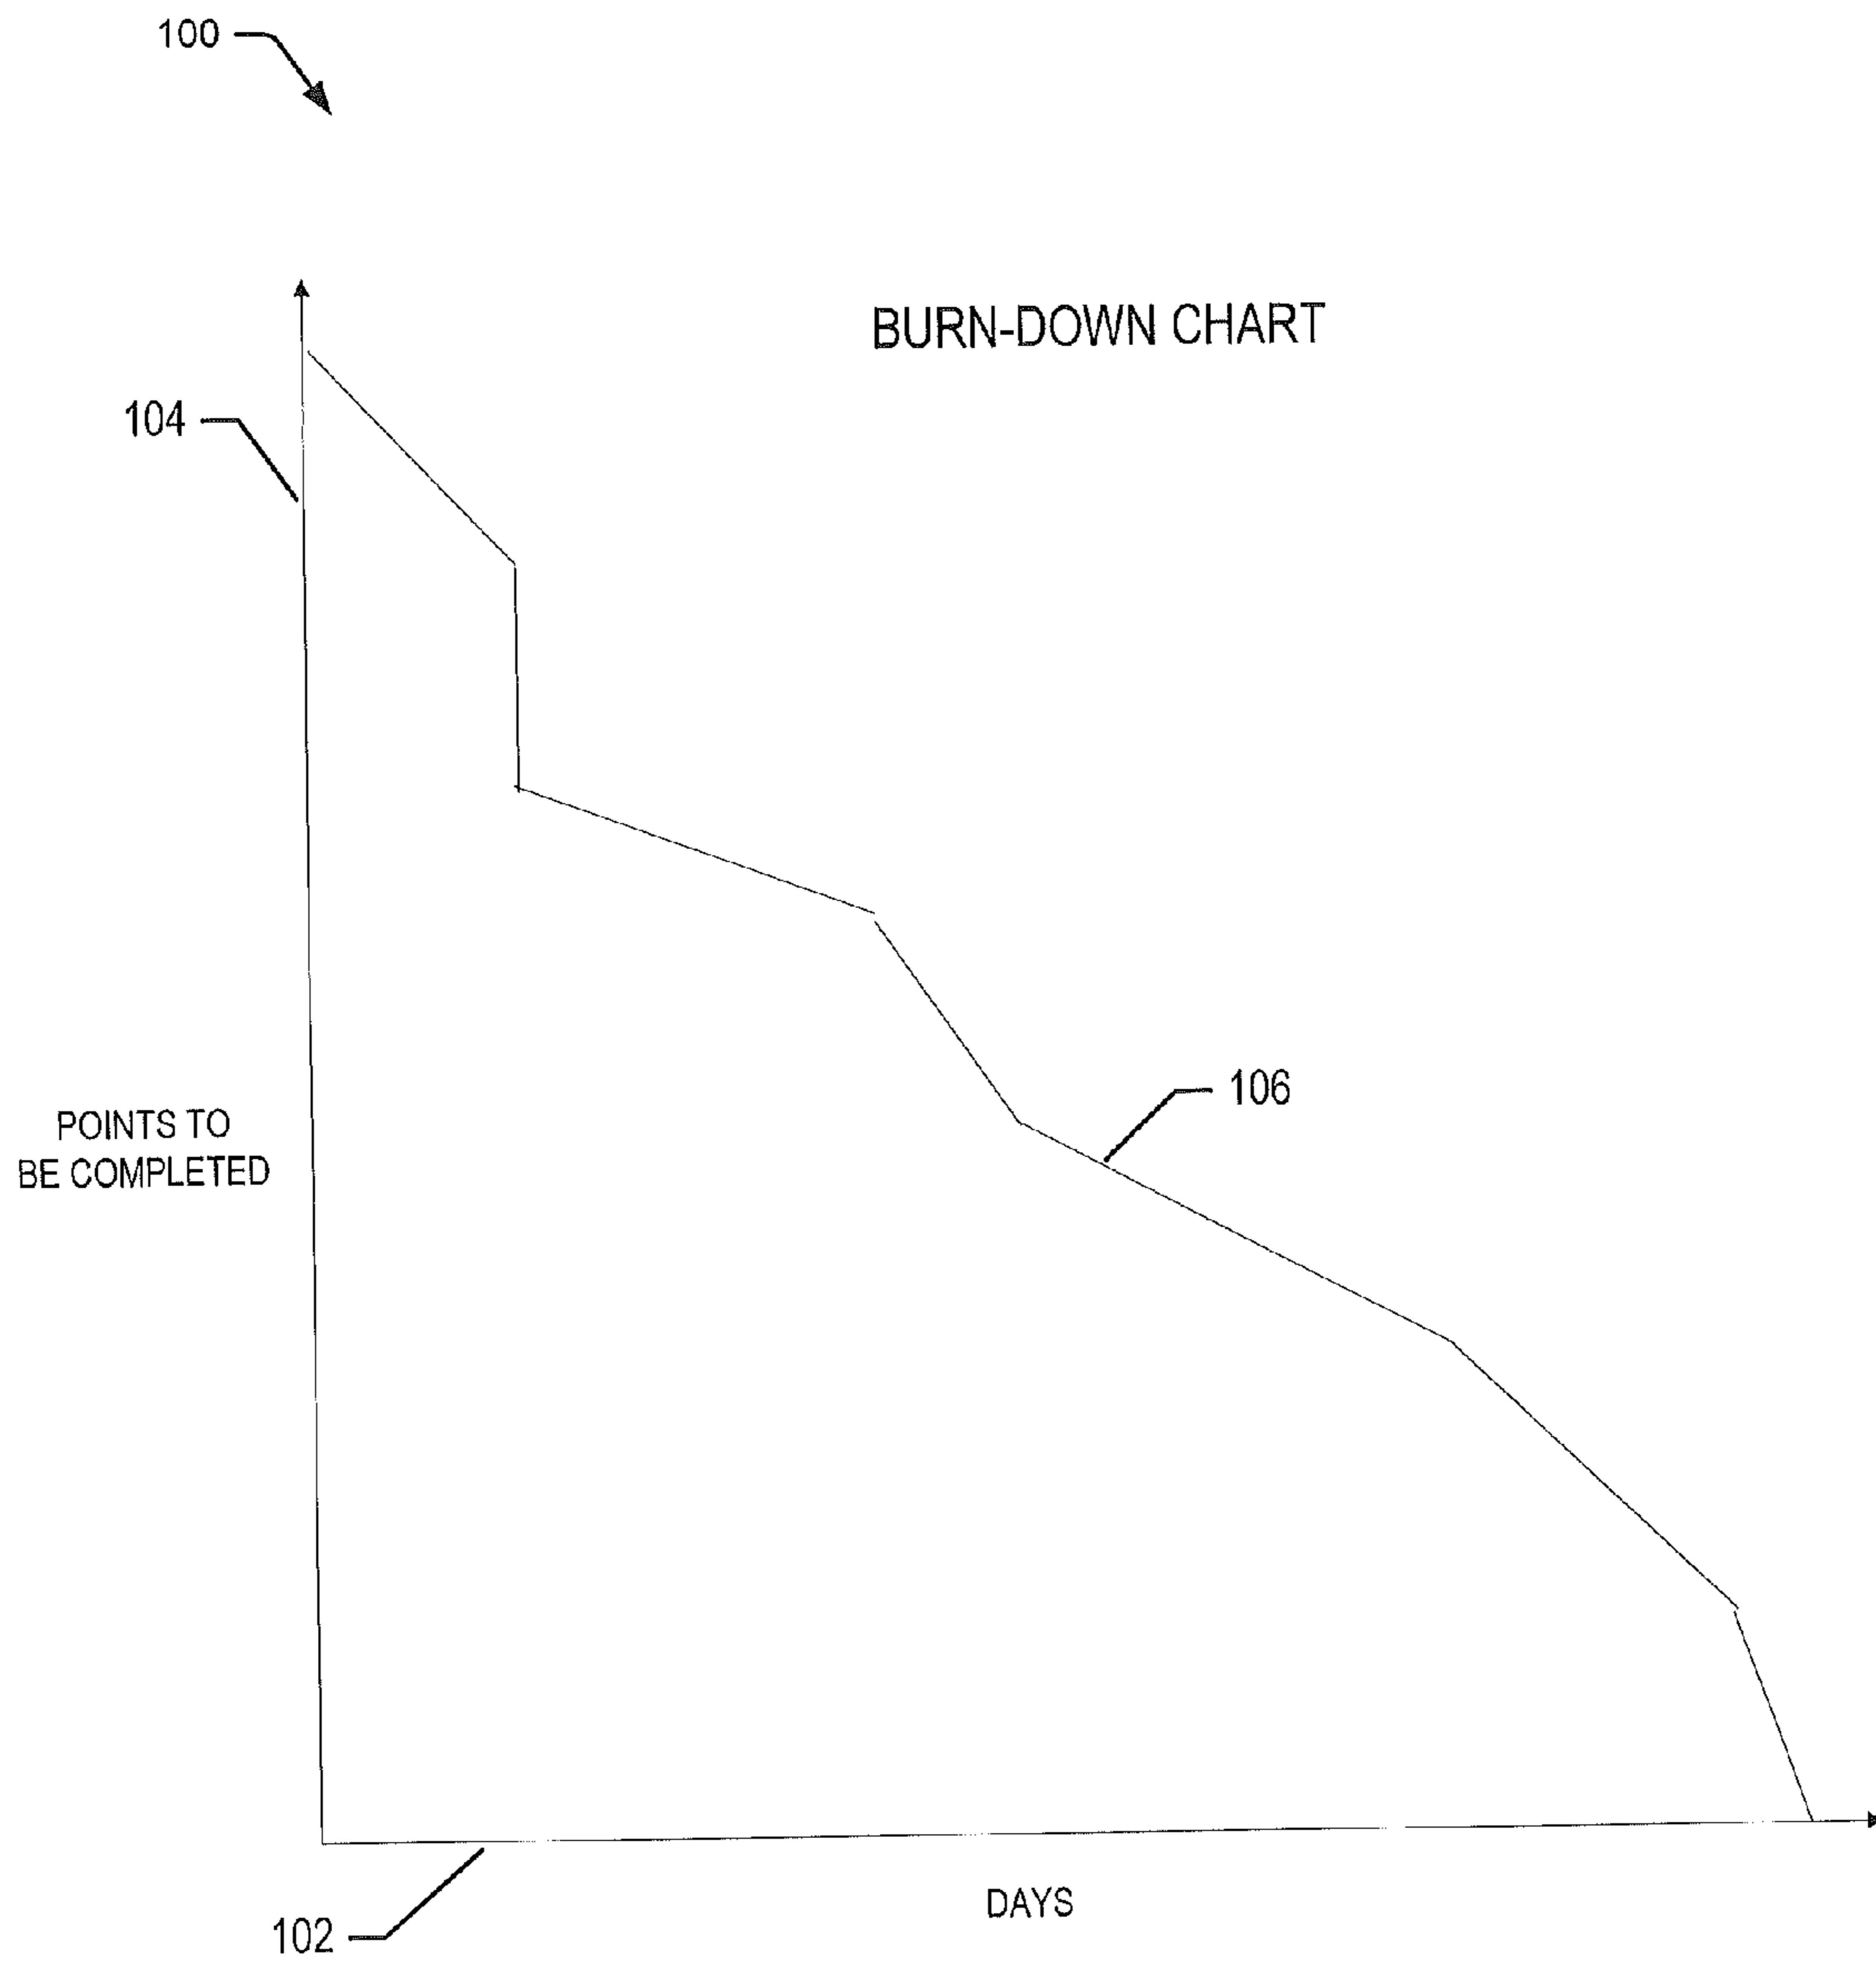 100
BURN-DOWN CHART
104
106
POINTS TO
BE COMPLETED
DAYS
102